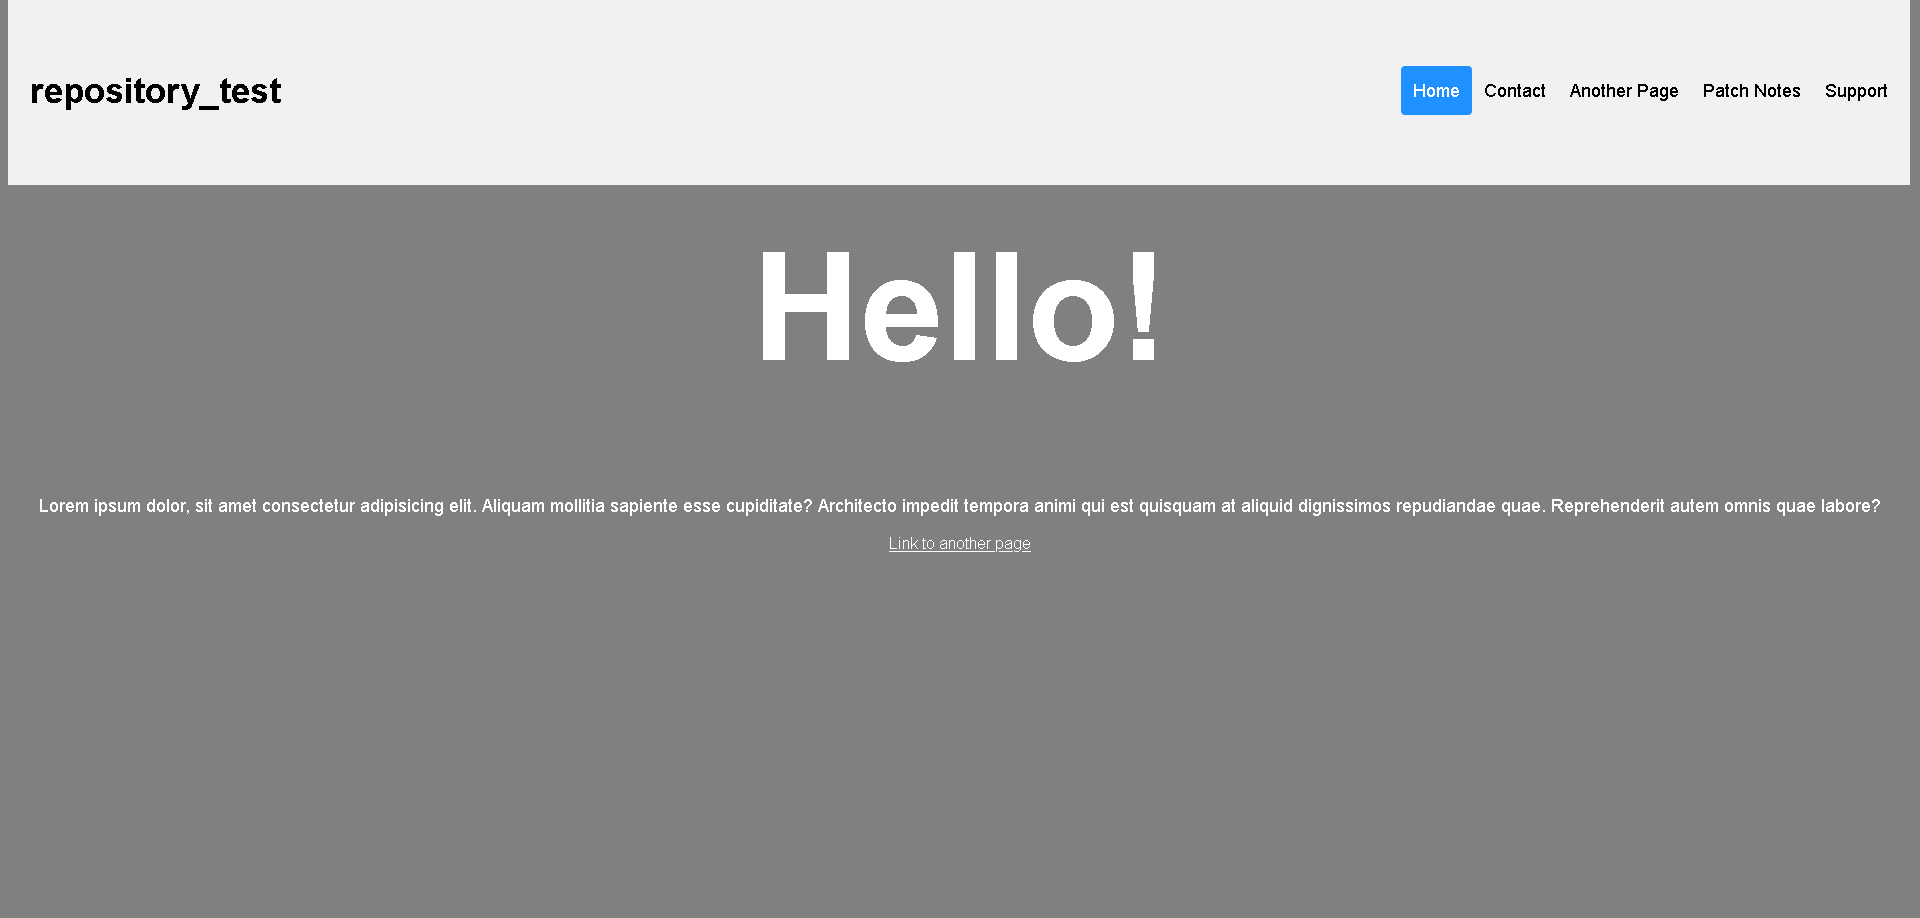 repository_test
Home Contact Another Page Patch Notes Support
Hello!
Lorem ipsum dolor, sit amet consectetur adipisicing elit. Aliquam mollitia sapiente esse cupiditate? Architecto impedit tempora animi qui est quisquam at aliquid dignissimos repudiandae quae. Reprehenderit autem omnis quae labore?
Link to another page